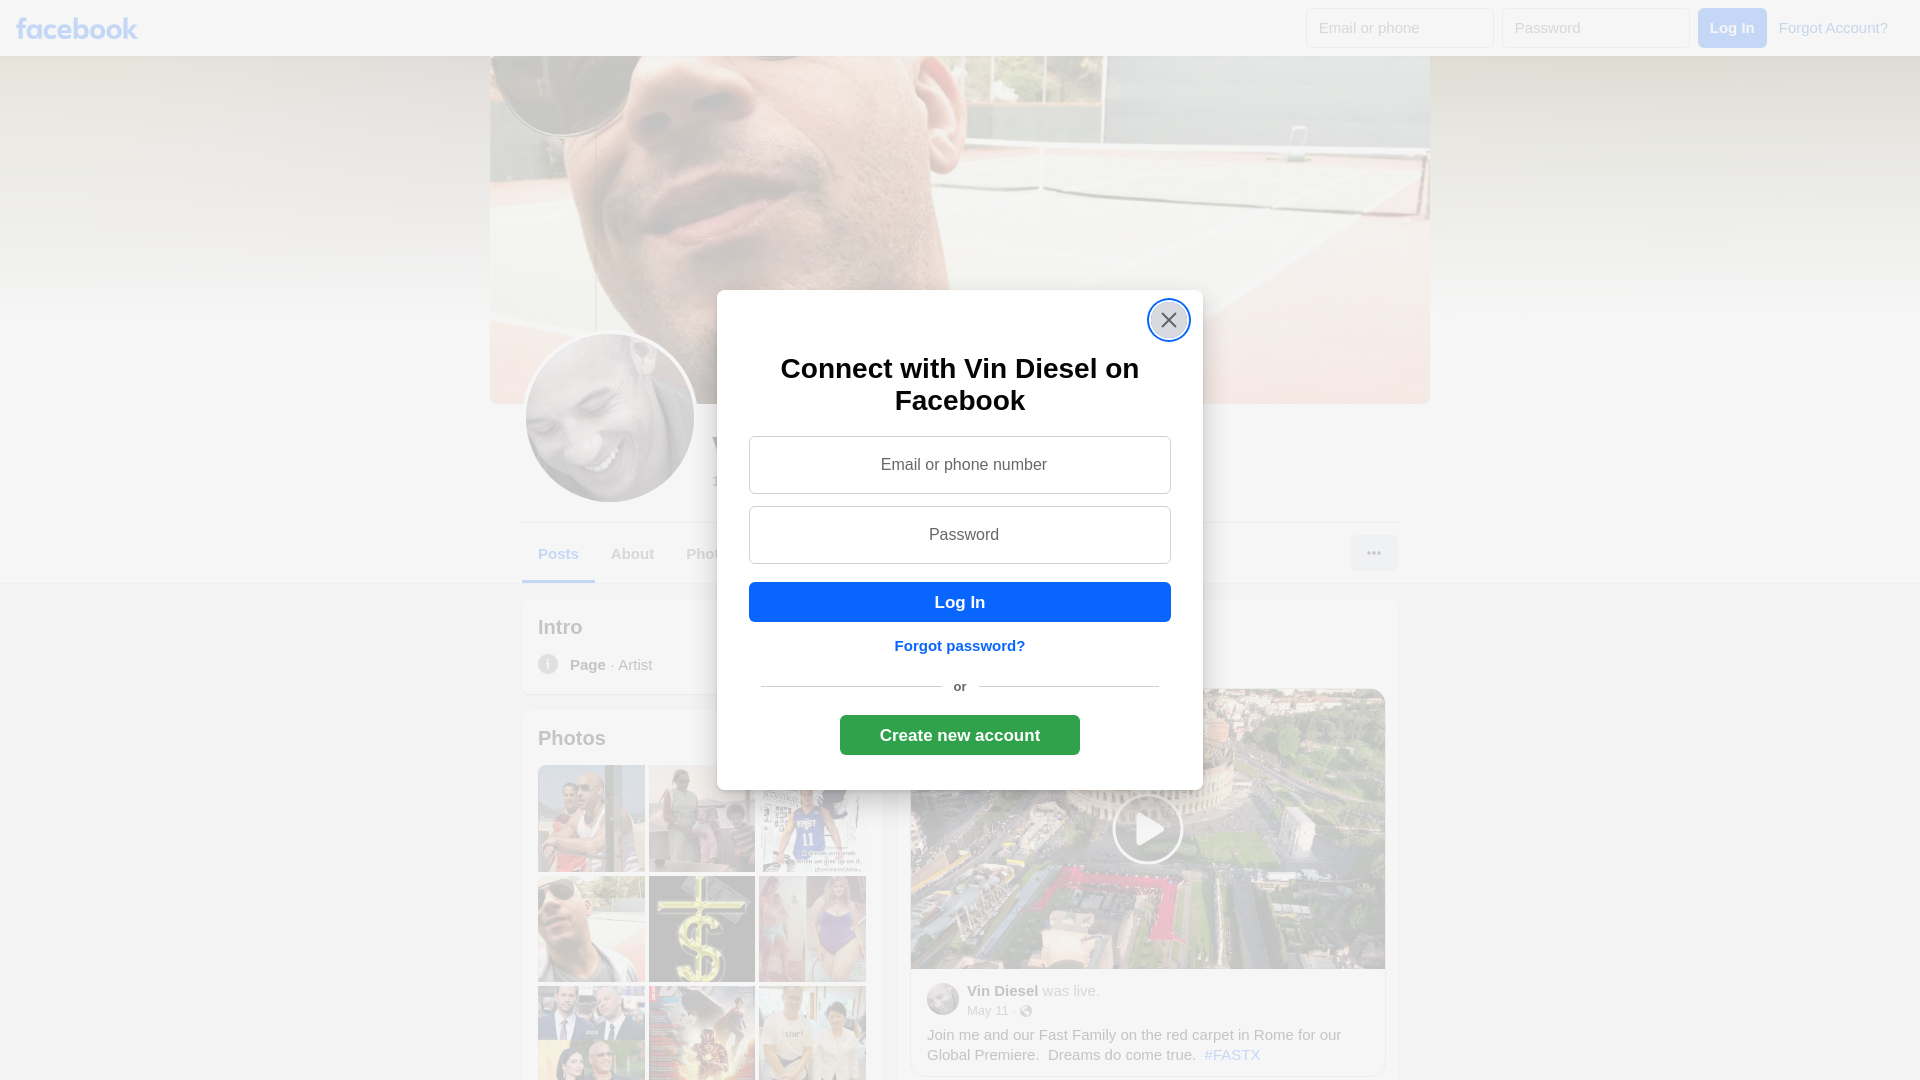 facebook
Email or phone
Password
Log In
Forgot Account?
Connect with Vin Diesel on
Facebook
Email or phone number
Password
Log In
Forgot password?
or
Create new account
Posts
About
Intro
Page · Artist
Photos
EAST
11
Vin Diesel was live.
May 11 ·
Join me and our Fast Family on the red carpet in Rome for our
Global Premiere. Dreams do come true. #FASTX